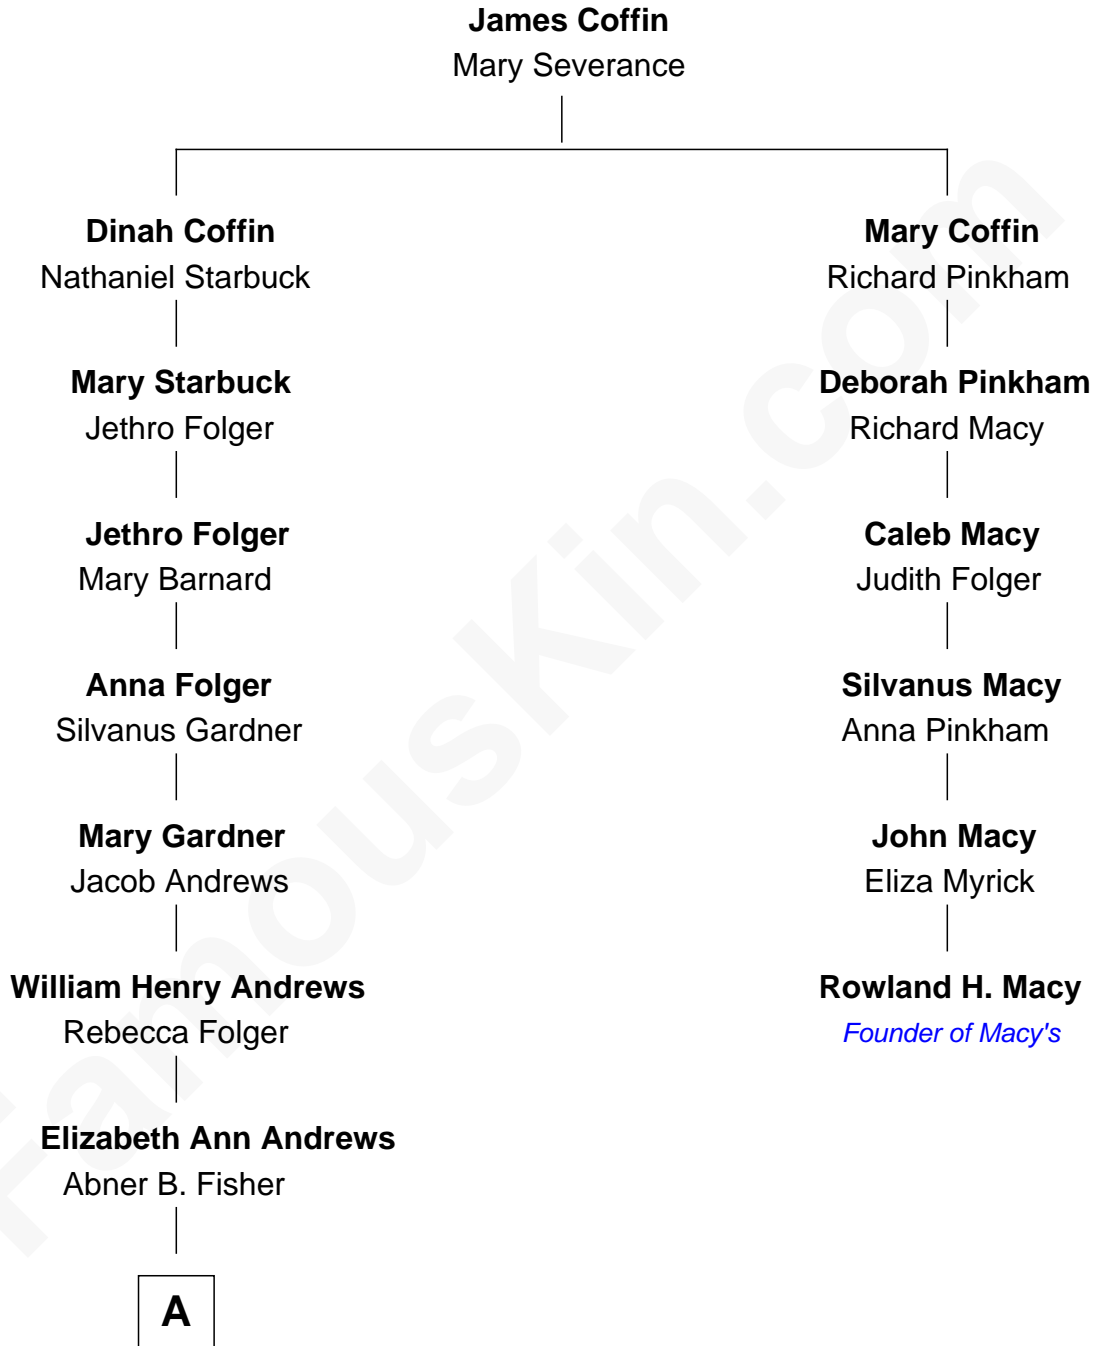 James Coffin
Mary Severance
Dinah Coffin
Nathaniel Starbuck
Mary Coffin
Richard Pinkham
Mary Starbuck
Jethro Folger
Deborah Pinkham
Richard Macy
Jethro Folger
Mary Barnard
Caleb Macy
Judith Folger
Anna Folger
Silvanus Gardner
Silvanus Macy
Anna Pinkham
Mary Gardner
Jacob Andrews
John Macy
Eliza Myrick
William Henry Andrews
Rebecca Folger
Rowland H. Macy
Founder of Macy's
Elizabeth Ann Andrews
Abner B. Fisher
A
FamousKin.com